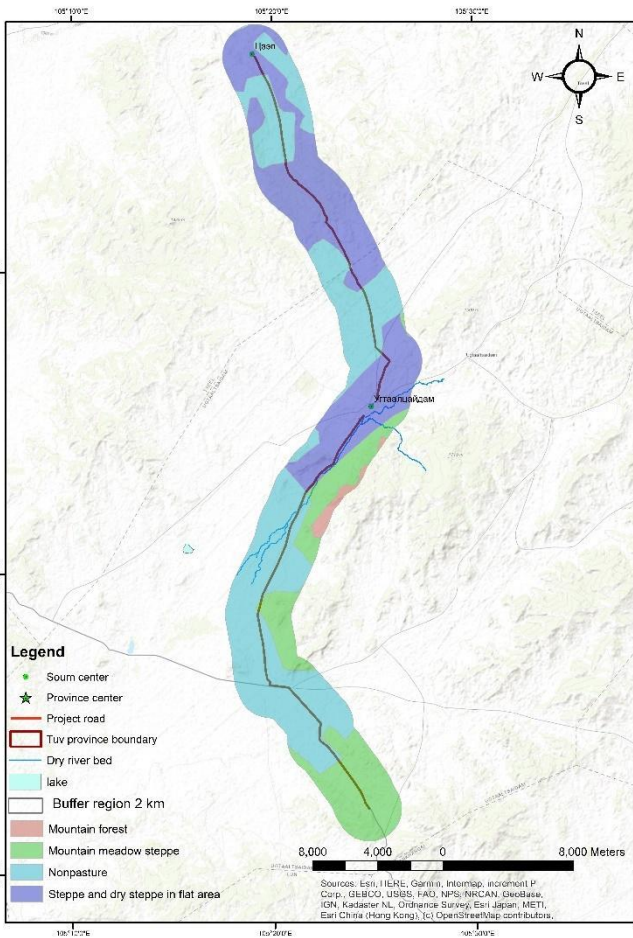 105°10'0"E
105°20'0"E
105°30'0"E
N
W
E
S
Цээл
Угтаалцайдам
Legend
Soum center
Province center
Project road
Tuv province boundary
Dry river bed
lake
Buffer region 2 km
Mountain forest
Mountain meadow steppe
Nonpasture
Steppe and dry steppe in flat area
8,000
4,000
0
8,000 Meters
Sources: Esri, HERE, Garmin, Intermap, increment P
Corp., GEBCO, USGS, FAO, NPS, NRCAN, GeoBase,
IGN, Kadaster NL, Ordnance Survey, Esri Japan, METI,
Esri China (Hong Kong), (c) OpenStreetMap contributors,
105°10'0"E
105°20'0"E
105°30'0"E